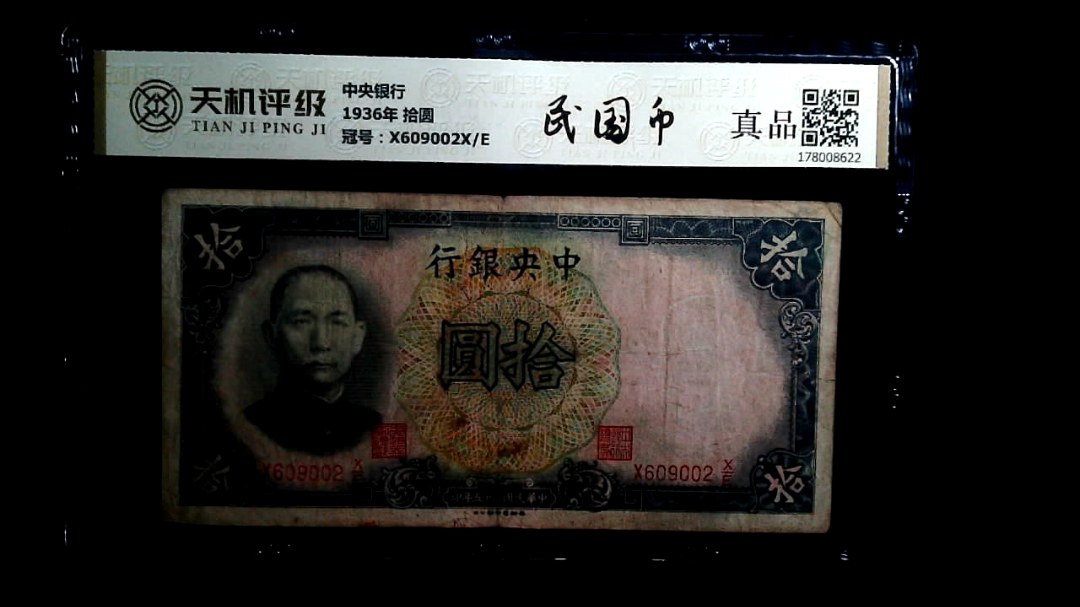 天机评级
TIAN JI PING JI
中央银行
1936年 拾圆
冠号：X609002X/E
民国币
真品
178008622
拾
拾
行銀央中
圓拾
X609002 X/E
X609002 X/E
拾
拾